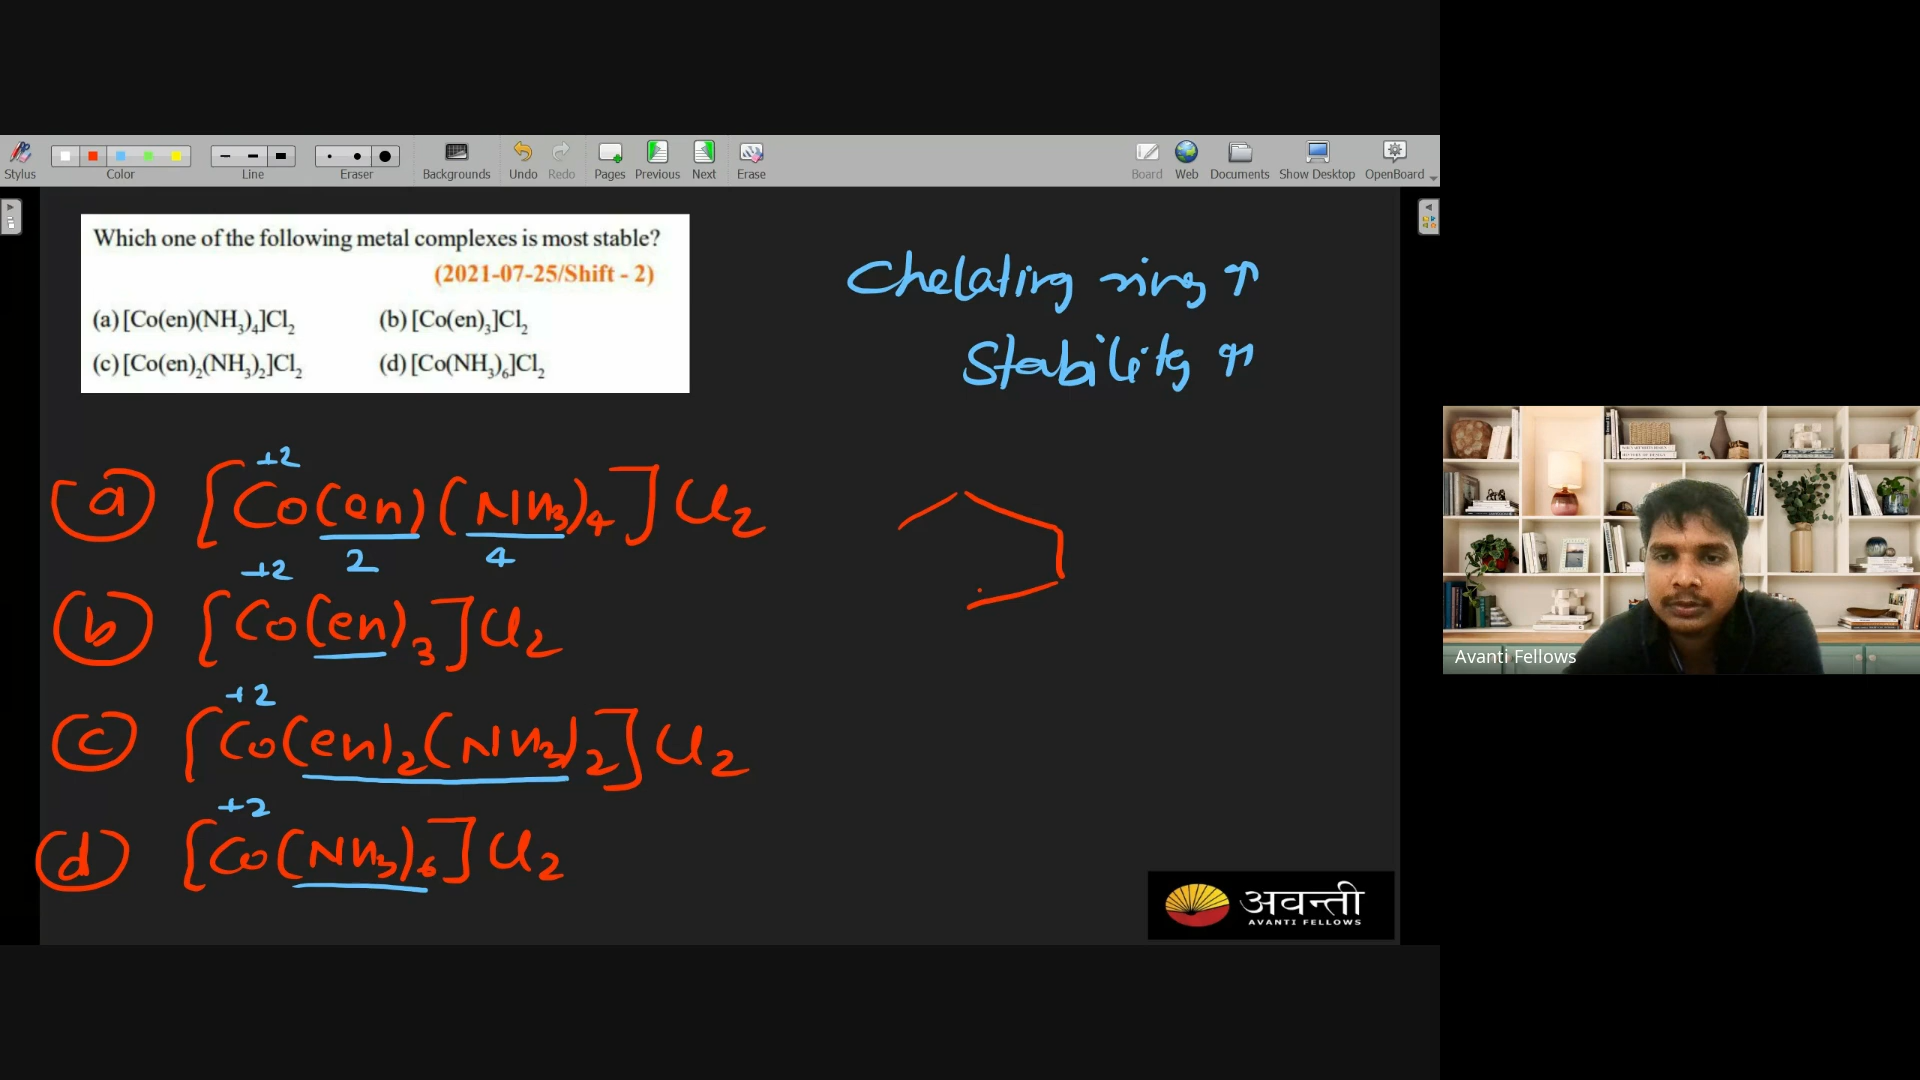 Stylus
Color
Line
Eraser
Backgrounds
Undo
Redo
Pages
Previous
Next
Erase
Board
Web
Documents
Show Desktop
OpenBoard
Which one of the following metal complexes is most stable?
(2021-07-25/Shift - 2)
(a) [Co(en)(NH₃)₄]Cl₂ (b) [Co(en)₃]Cl₂
(c) [Co(en)₂(NH₃)₂]Cl₂ (d) [Co(NH₃)₆]Cl₂
Chelating ring ↑
Stability ↑
+2
(a) [Co(en)(NH₃)₄]Cl₂
2 4
+2
(b) [Co(en)₃]Cl₂
+2
(c) [Co(en)₂(NH₃)₂]Cl₂
+2
(d) [Co(NH₃)₆]Cl₂
अवन्ती
AVANTI FELLOWS
Avanti Fellows